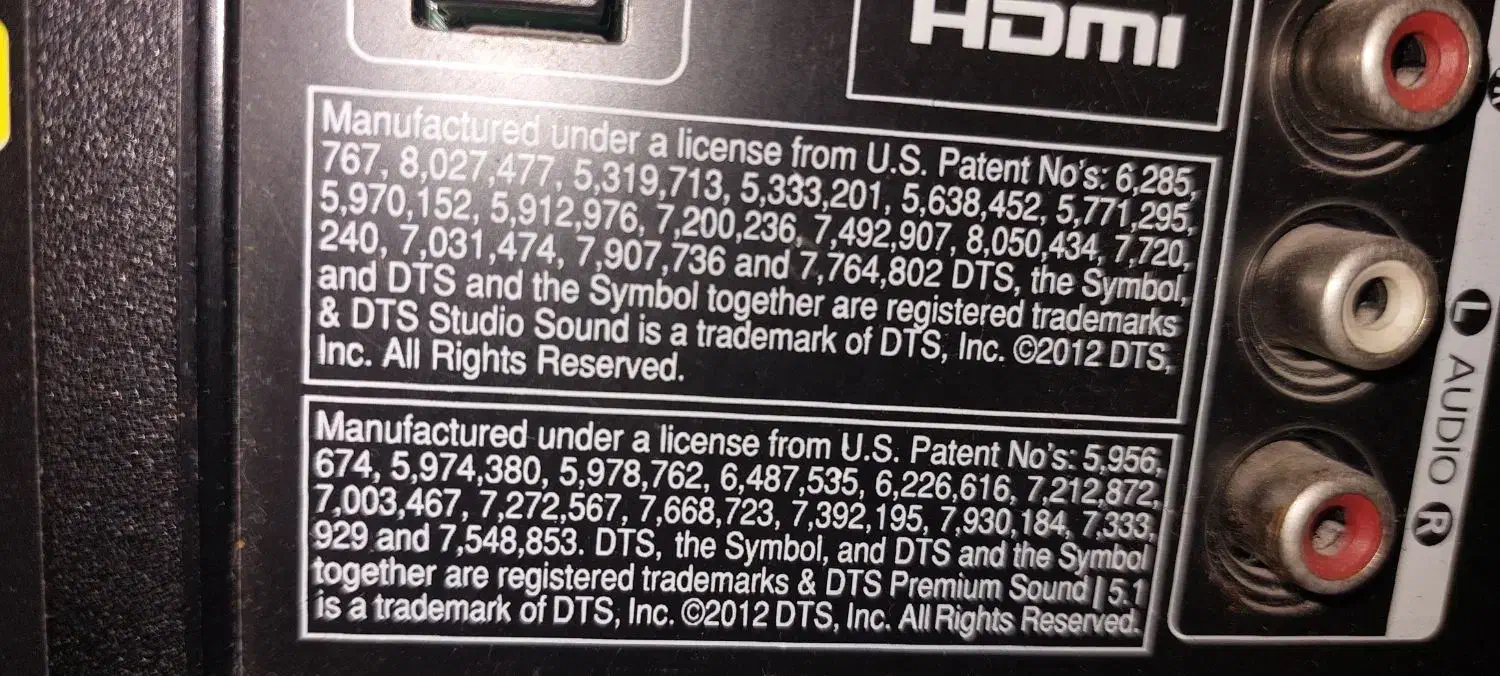 HDMI
Manufactured under a license from U.S. Patent No's: 6,285,
767, 8,027,477, 5,319,713, 5,333,201, 5,638,452, 5,771,295,
5,970,152, 5,912,976, 7,200,236, 7,492,907, 8,050,434, 7,720,
240, 7,031,474, 7,907,736 and 7,764,802 DTS, the Symbol,
and DTS and the Symbol together are registered trademarks
& DTS Studio Sound is a trademark of DTS, Inc. ©2012 DTS,
Inc. All Rights Reserved.
Manufactured under a license from U.S. Patent No's: 5,956,
674, 5,974,380, 5,978,762, 6,487,535, 6,226,616, 7,212,872,
7,003,467, 7,272,567, 7,668,723, 7,392,195, 7,930,184, 7,333,
929 and 7,548,853. DTS, the Symbol, and DTS and the Symbol
together are registered trademarks & DTS Premium Sound | 5.1
is a trademark of DTS, Inc. ©2012 DTS, Inc. All Rights Reserved.
L AUDIO R